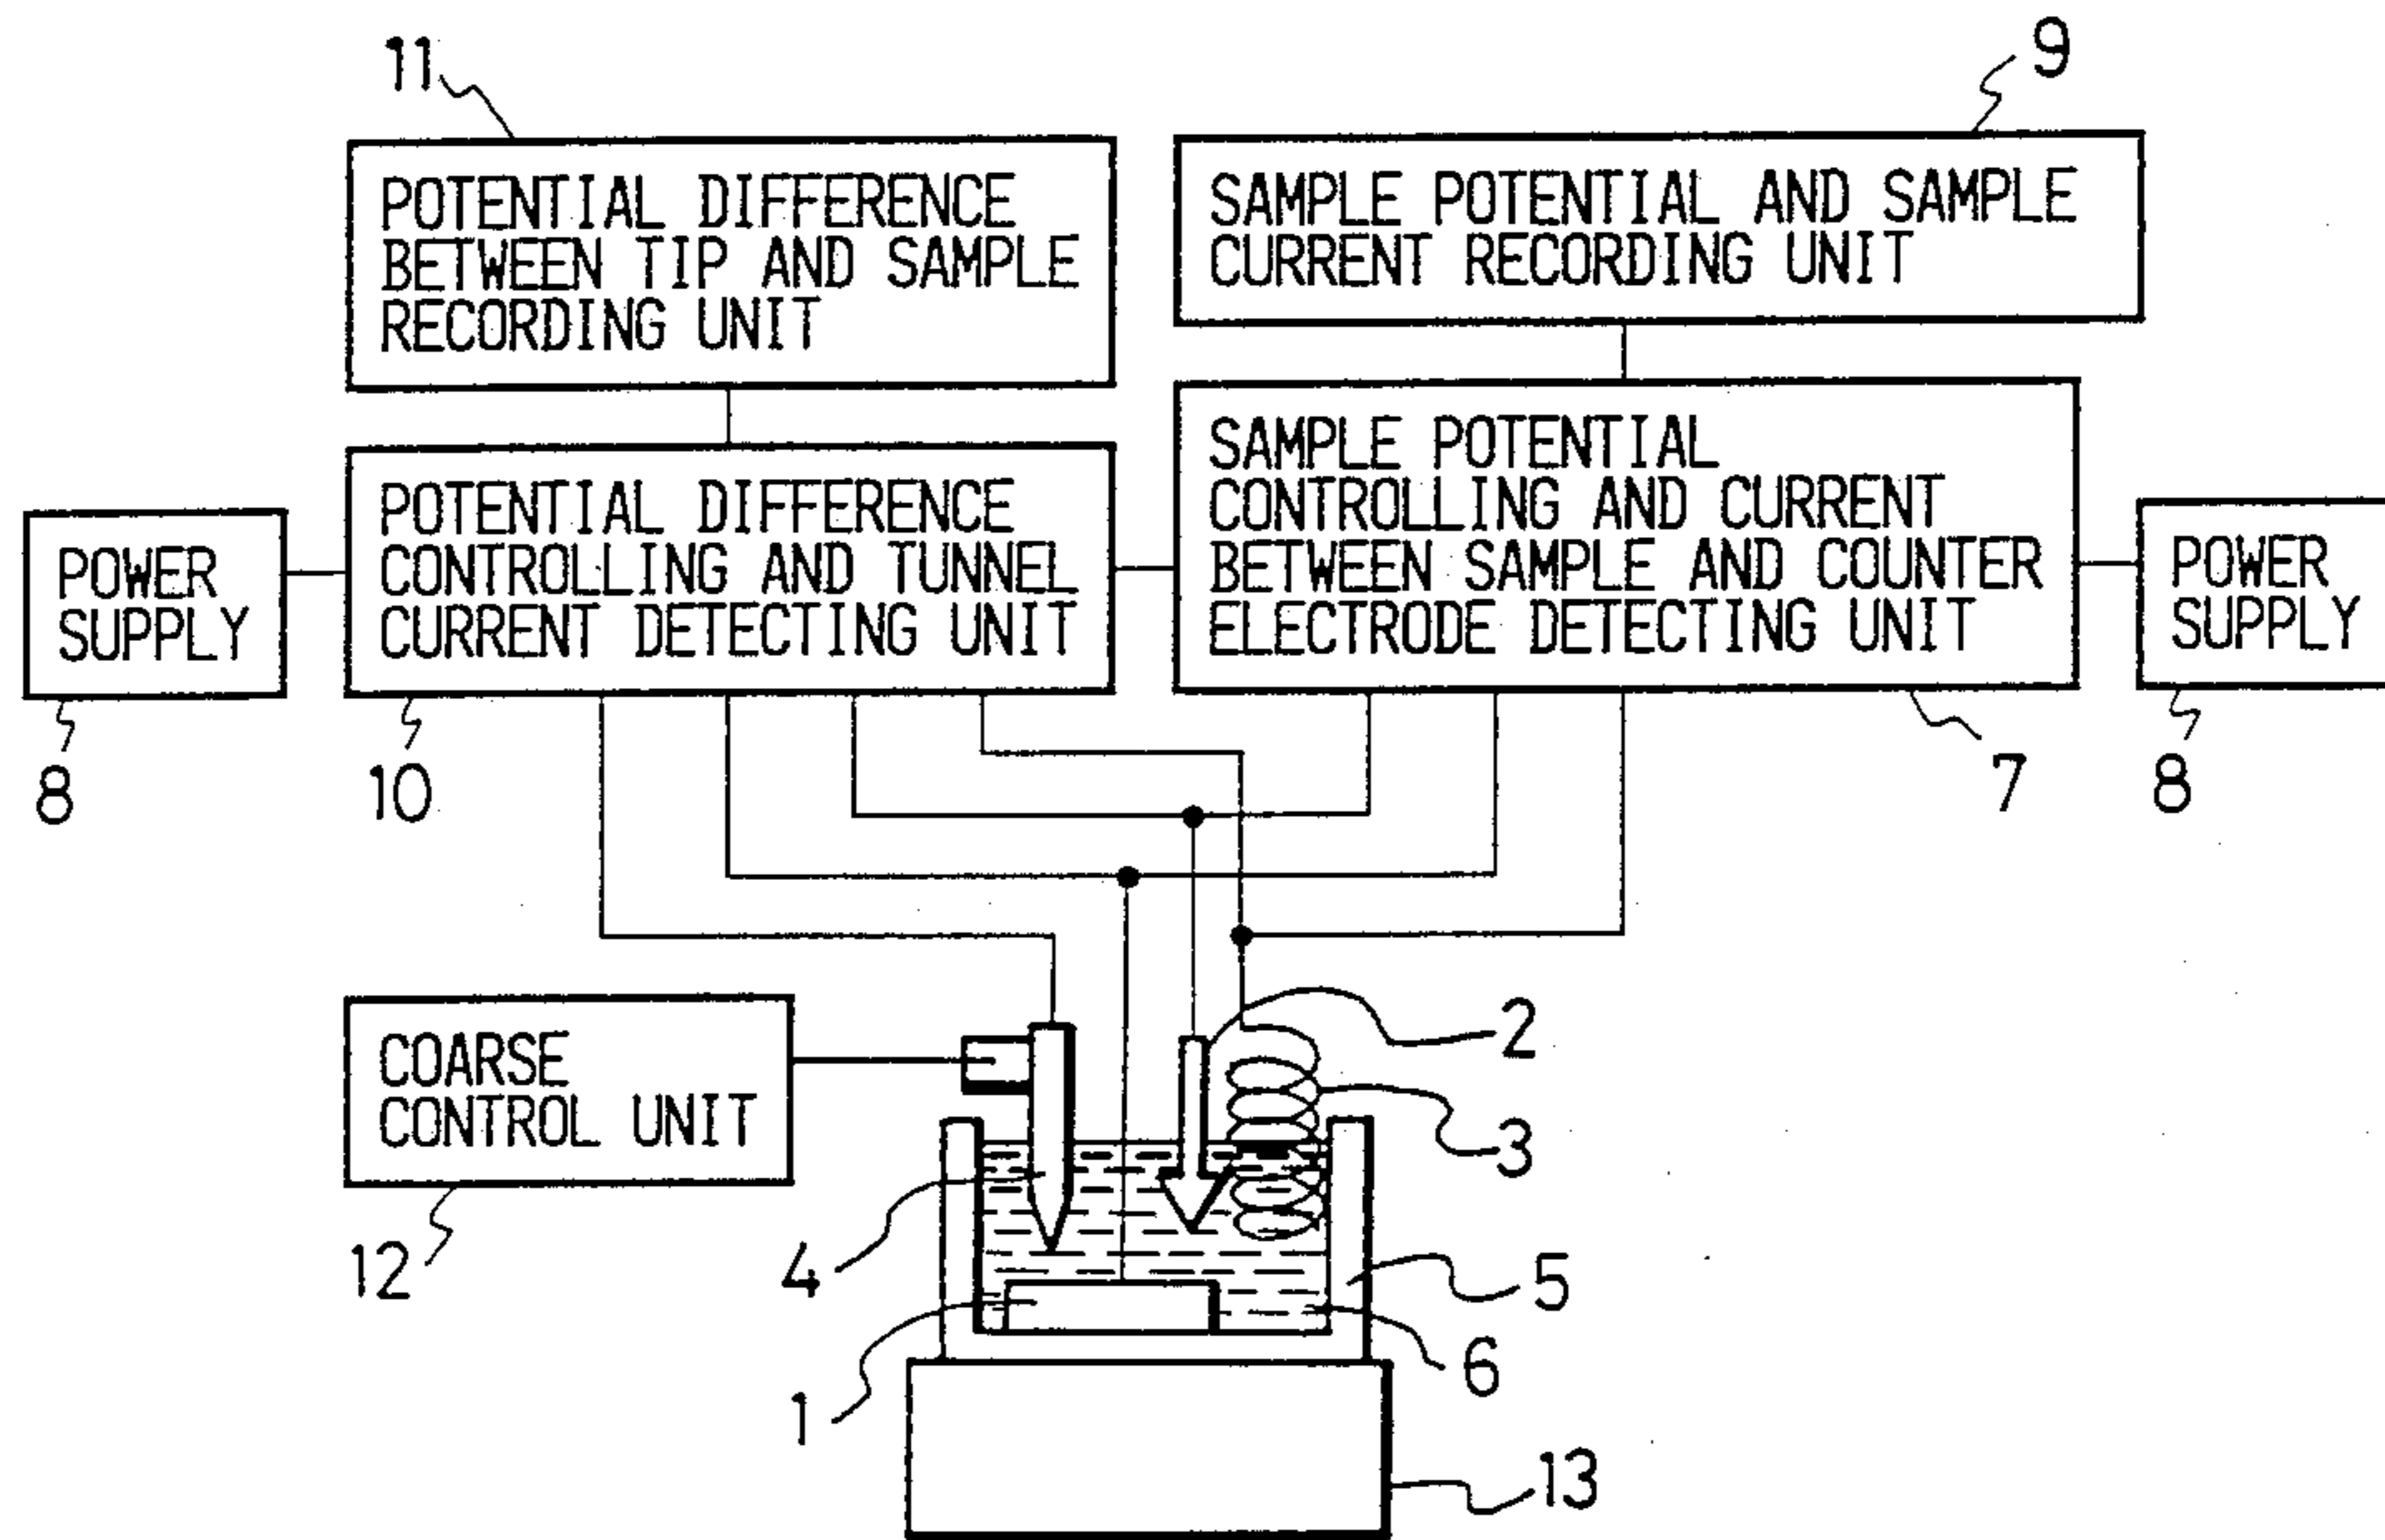 11
9
POTENTIAL DIFFERENCE
BETWEEN TIP AND SAMPLE
RECORDING UNIT
SAMPLE POTENTIAL AND SAMPLE
CURRENT RECORDING UNIT
POWER
SUPPLY
POTENTIAL DIFFERENCE
CONTROLLING AND TUNNEL
CURRENT DETECTING UNIT
SAMPLE POTENTIAL
CONTROLLING AND CURRENT
BETWEEN SAMPLE AND COUNTER
ELECTRODE DETECTING UNIT
POWER
SUPPLY
8
10
7
8
COARSE
CONTROL UNIT
2
3
12
4
5
1
6
13